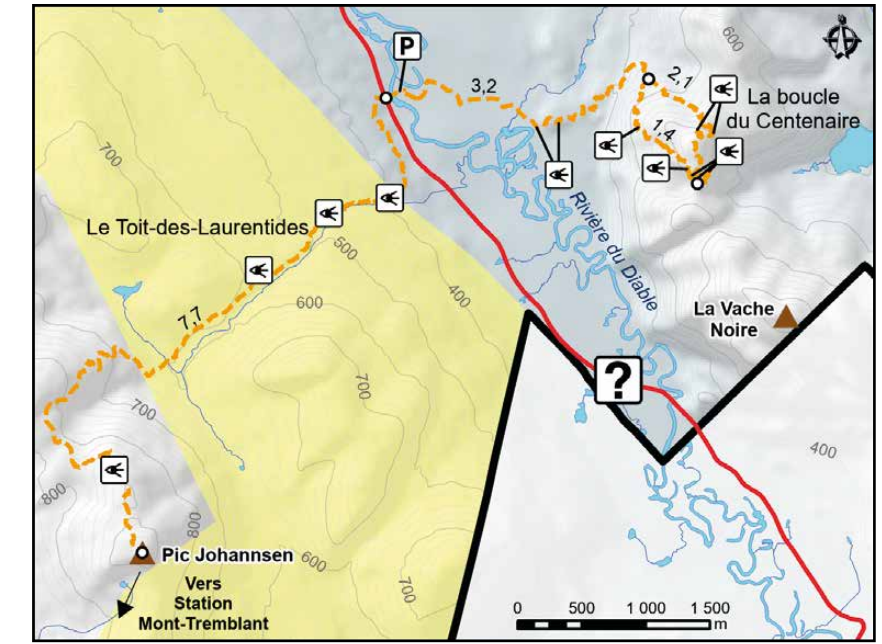 P
600
3,2
2,1
La boucle
du Centenaire
1,4
700
Rivière du Diable
Le Toit-des-Laurentides
500
400
600
7,7
La Vache
Noire
?
700
700
400
800
800
Pic Johannsen
600
700
Vers
Station
Mont-Tremblant
0 500 1 000 1 500
m